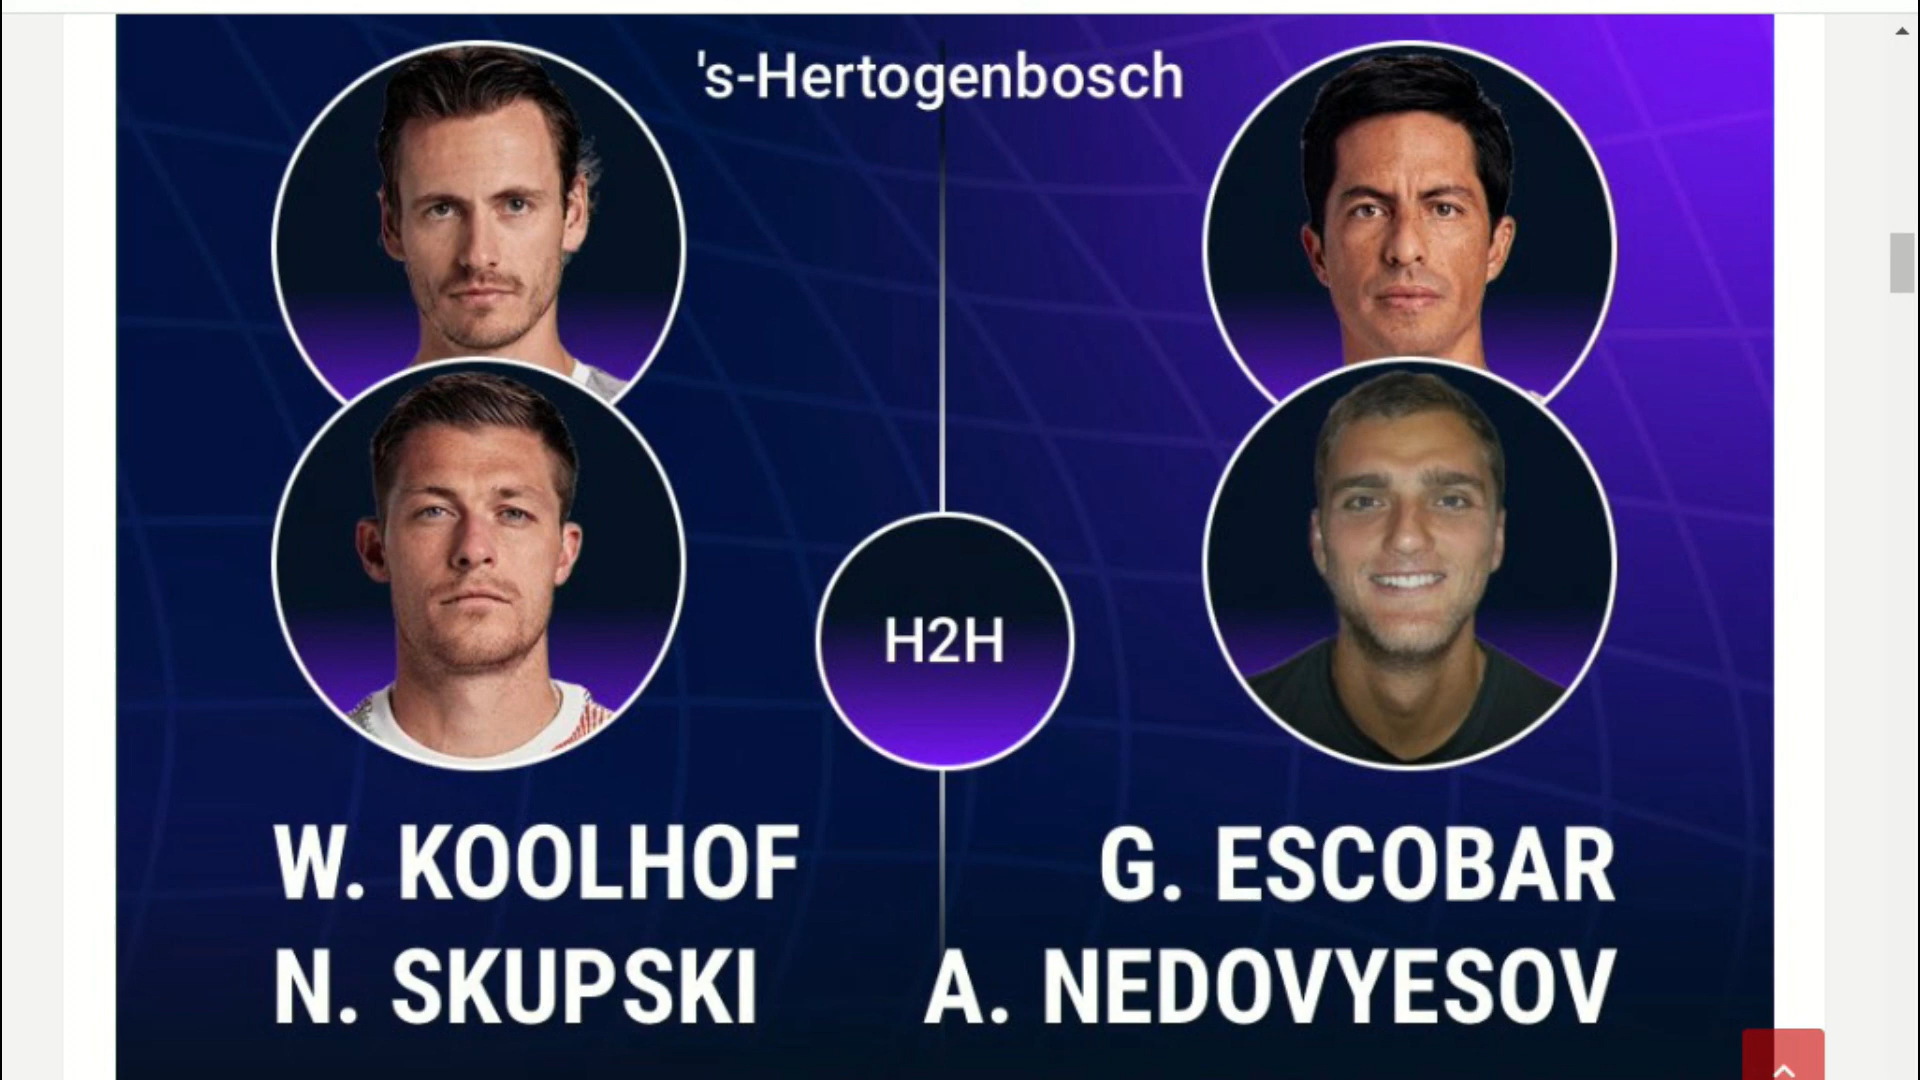 's-Hertogenbosch
H2H
W. KOOLHOF
N. SKUPSKI
G. ESCOBAR
A. NEDOVYESOV